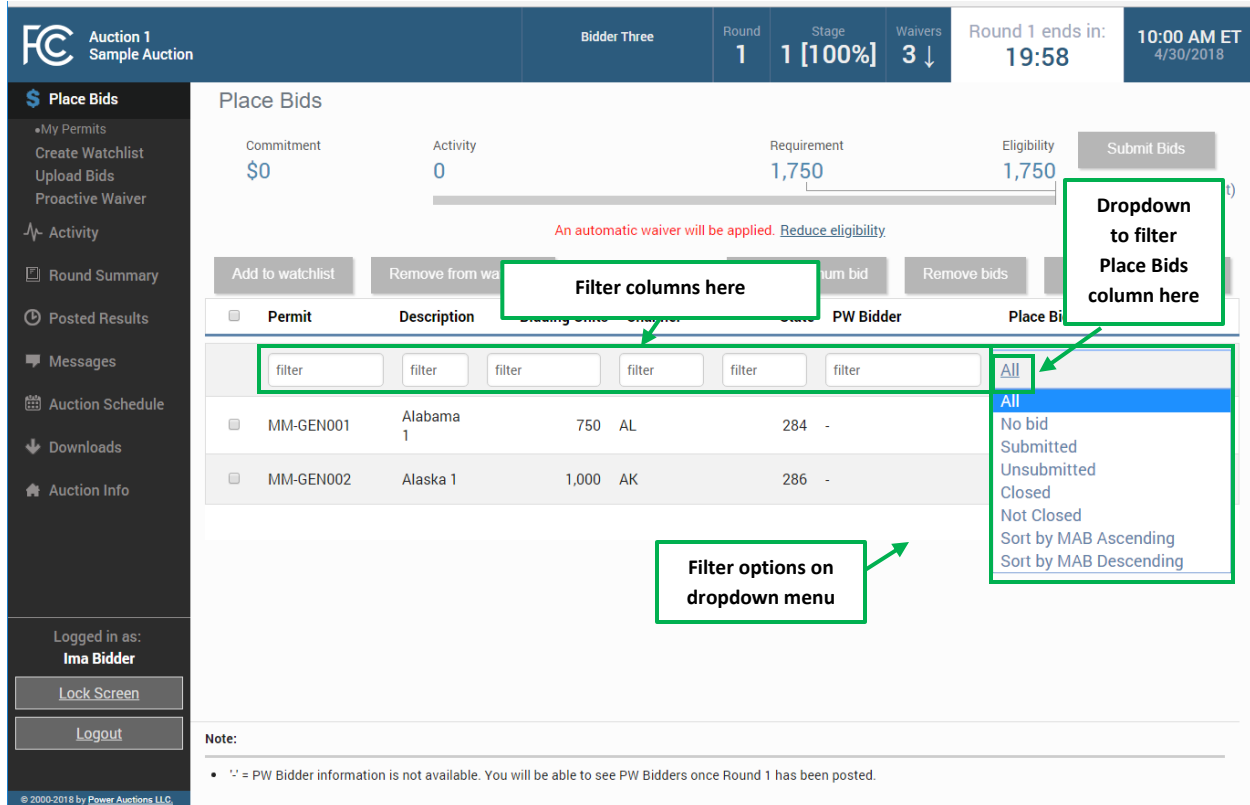 FCC
Auction 1
Sample Auction
Bidder Three
Round
1
Stage
1 [100%]
Waivers
3 ↓
Round 1 ends in:
19:58
10:00 AM ET
4/30/2018
$ Place Bids
•My Permits
Create Watchlist
Upload Bids
Proactive Waiver
Activity
Round Summary
Posted Results
Messages
Auction Schedule
Downloads
Auction Info
Logged in as:
Ima Bidder
Lock Screen
Logout
© 2000-2018 by Power Auctions LLC.
Place Bids
Commitment
$0
Activity
0
Requirement
1,750
Eligibility
1,750
Submit Bids
t)
Dropdown
to filter
Place Bids
column here
An automatic waiver will be applied. Reduce eligibility
Add to watchlist
Remove from
bid
Remove bids
Filter columns here
Permit Description PW Bidder Place
filter filter filter filter filter filter All
MM-GEN001 Alabama 1 750 AL 284 -
MM-GEN002 Alaska 1 1,000 AK 286 -
All
No bid
Submitted
Unsubmitted
Closed
Not Closed
Sort by MAB Ascending
Sort by MAB Descending
Filter options on
dropdown menu
Note:
• '-' = PW Bidder information is not available. You will be able to see PW Bidders once Round 1 has been posted.